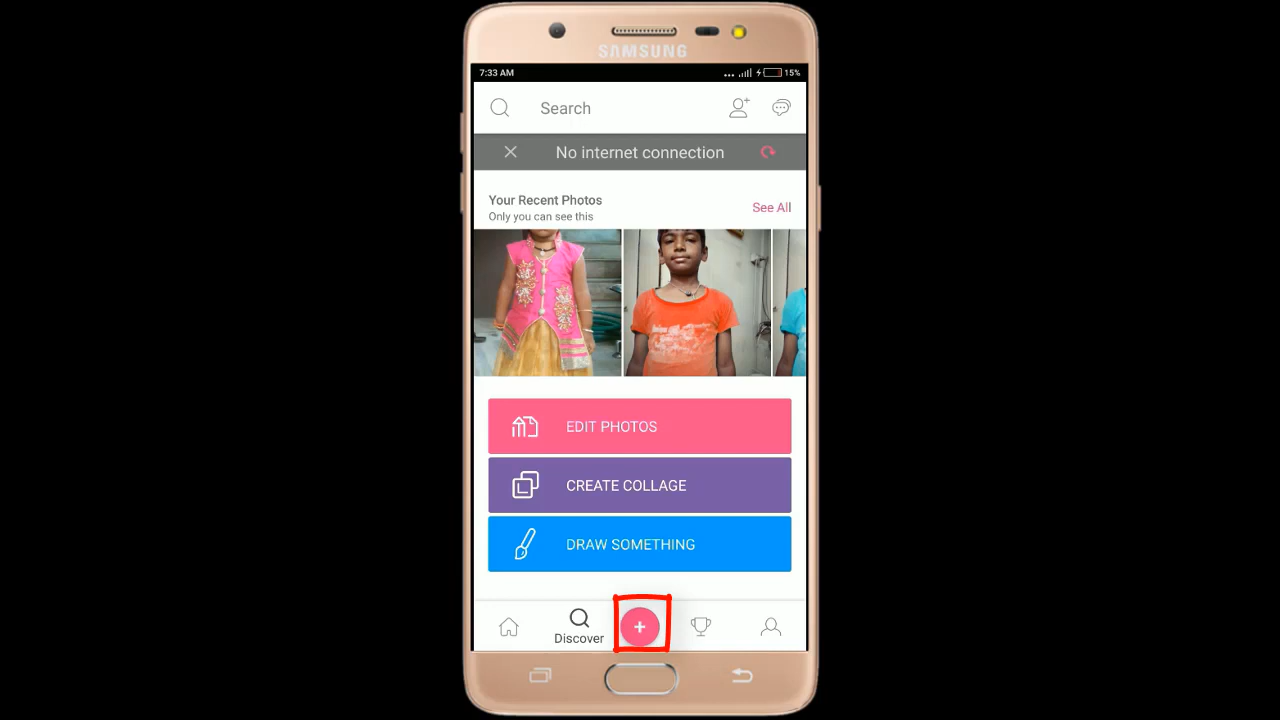 SAMSUNG
7:33 AM
15%
Search
No internet connection
Your Recent Photos
See All
Only you can see this
EDIT PHOTOS
CREATE COLLAGE
DRAW SOMETHING
Discover